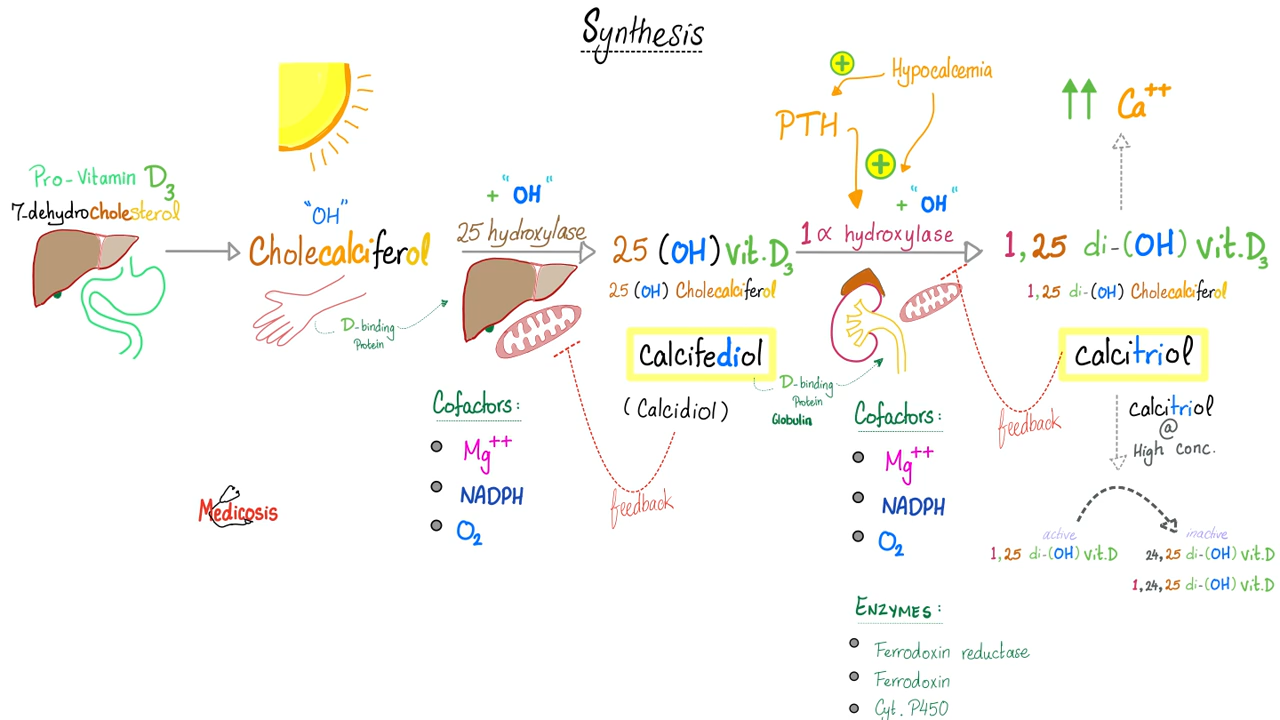 Synthesis
Pro-Vitamin D3
7-dehydroCholesterol
"OH"
Cholecalciferol
D-binding
Protein
+ "OH"
25 hydroxylase
Cofactors:
Mg++
NADPH
O2
25 (OH) vit.D3
25 (OH) Cholecalciferol
Calcifediol
(Calcidiol)
feedback
D-binding
Protein
Globulin
Hypocalcemia
+
PTH
+
+ "OH"
1α hydroxylase
Cofactors:
Mg++
NADPH
O2
ENZYMES:
Ferrodoxin reductase
Ferrodoxin
Cyt. P450
Ca++
1,25 di-(OH) vit.D3
1,25 di-(OH) Cholecalciferol
calcitriol
feedback
calcitriol
@
High conc.
active
1,25 di-(OH) vit.D
inactive
24,25 di-(OH) vit.D
1,24,25 di-(OH) vit.D
Medicosis